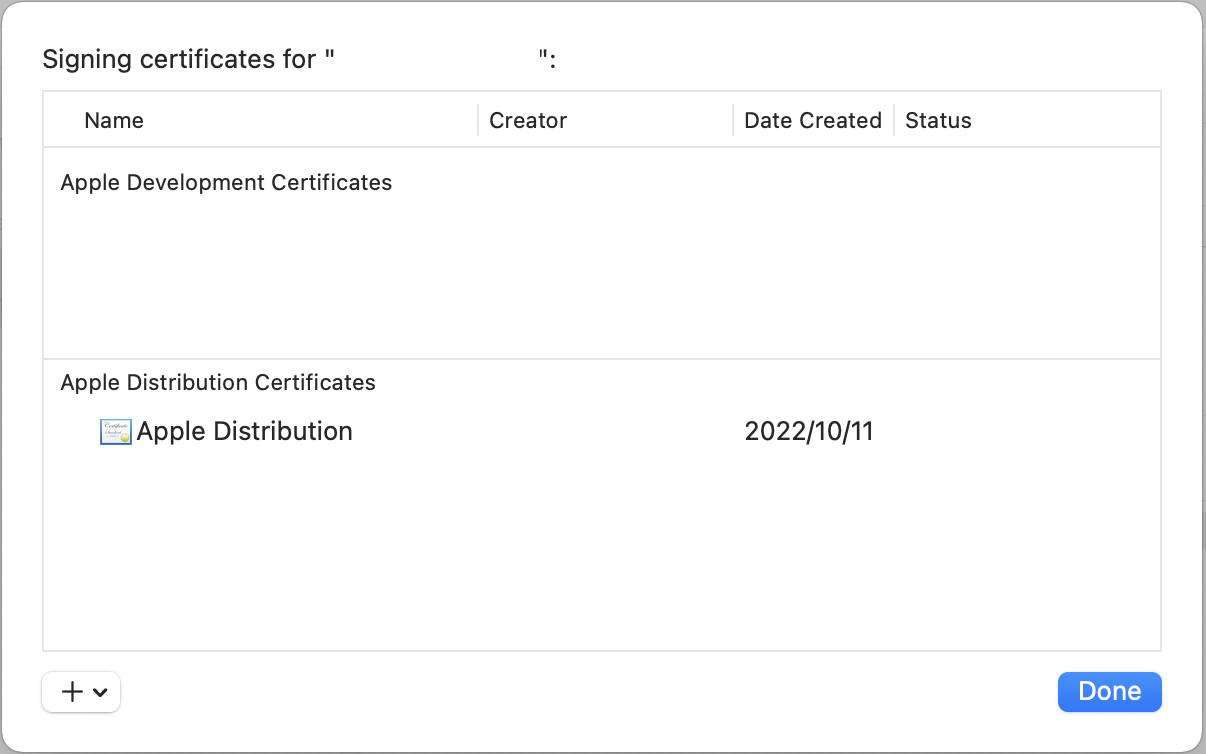 Signing certificates for "                ":
Name Creator Date Created Status
Apple Development Certificates
Apple Distribution Certificates
Apple Distribution 2022/10/11
Done